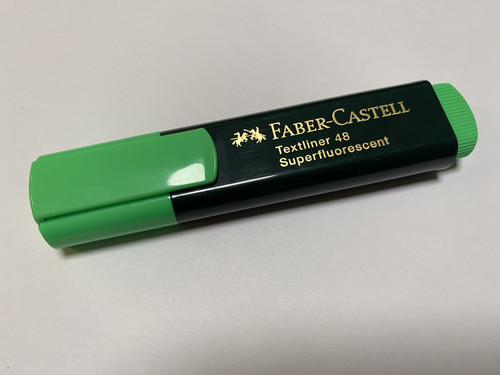 FABER-CASTELL
Textliner 48
Superfluorescent